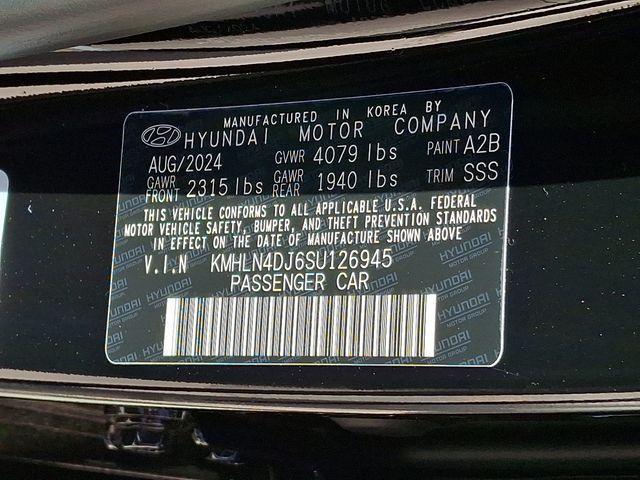 MANUFACTURED IN KOREA BY
HYUNDAI MOTOR COMPANY
AUG/2024 GVWR 4079 lbs PAINT A2B
GAWR FRONT 2315 lbs GAWR REAR 1940 lbs TRIM SSS
THIS VEHICLE CONFORMS TO ALL APPLICABLE U.S.A. FEDERAL
MOTOR VEHICLE SAFETY, BUMPER, AND THEFT PREVENTION STANDARDS
IN EFFECT ON THE DATE OF MANUFACTURE SHOWN ABOVE
V.I.N KMHLN4DJ6SU126945
PASSENGER CAR